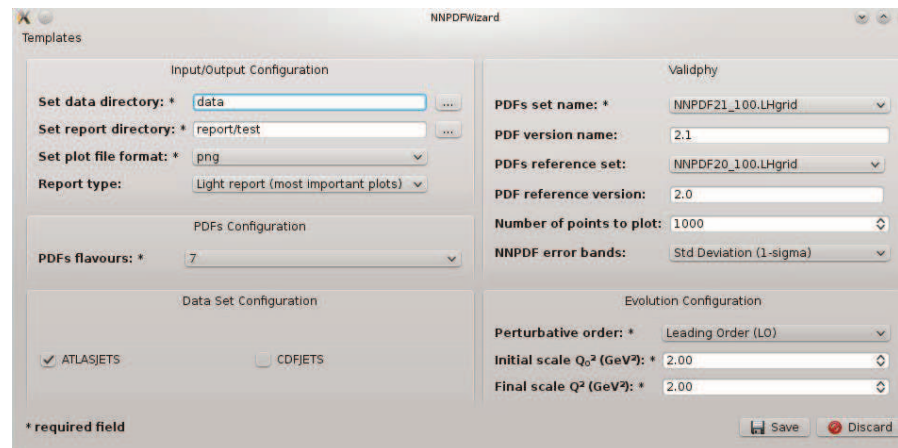 NNPDFWizard
Templates
Input/Output Configuration
Set data directory: * data ...
Set report directory: * report/test ...
Set plot file format: * png
Report type: Light report (most important plots)
PDFs Configuration
PDFs flavours: * 7
Data Set Configuration
ATLASJETS CDFJETS
Validphy
PDFs set name: * NNPDF21_100.LHgrid
PDF version name: 2.1
PDFs reference set: NNPDF20_100.LHgrid
PDF reference version: 2.0
Number of points to plot: 1000
NNPDF error bands: Std Deviation (1-sigma)
Evolution Configuration
Perturbative order: * Leading Order (LO)
Initial scale Q₀² (GeV²): * 2.00
Final scale Q² (GeV²): * 2.00
* required field
Save Discard